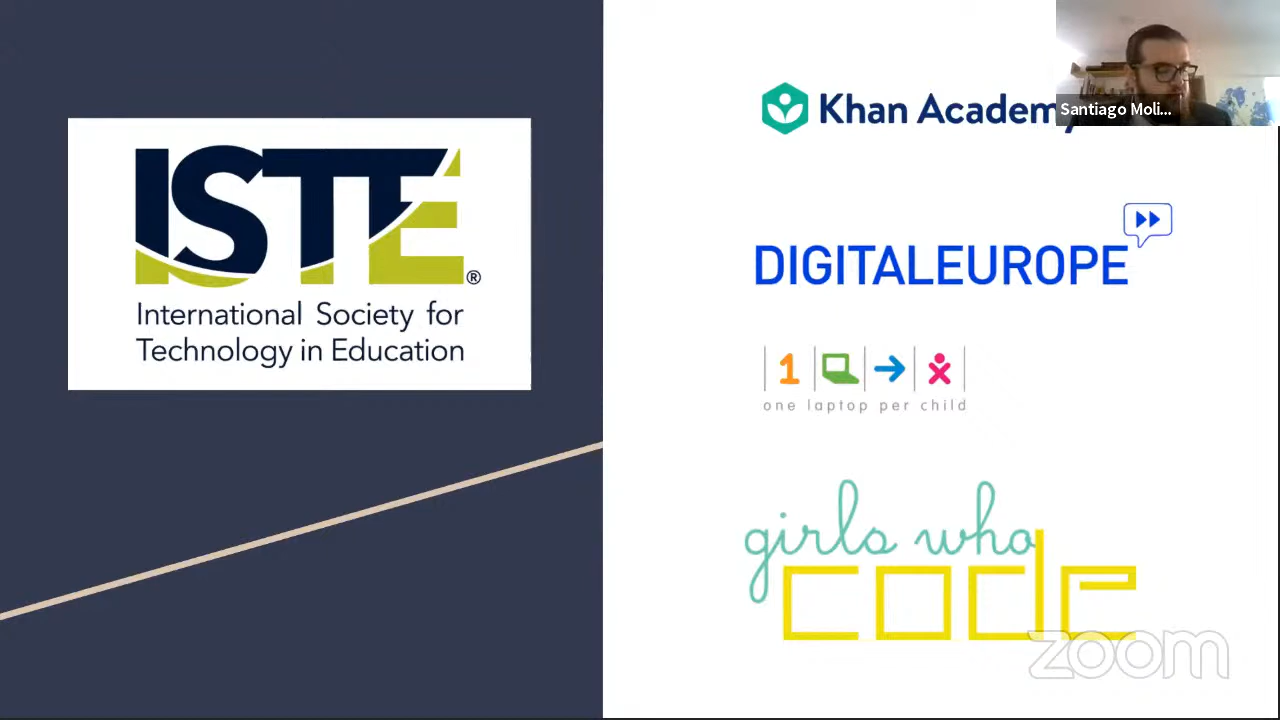 ISTE®
International Society for
Technology in Education
Khan Academy
Santiago Moli...
DIGITALEUROPE
1
one laptop per child
girls who
code
zoom